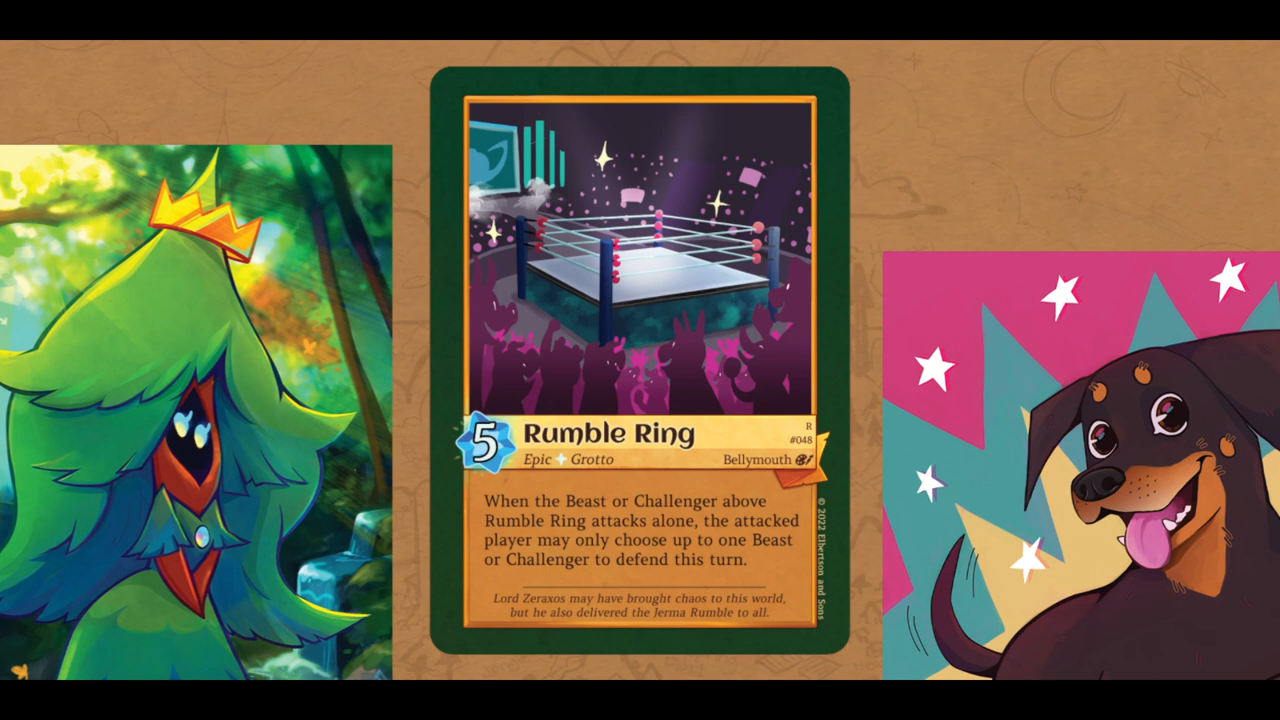 5
Rumble Ring
R
#048
Epic ✦ Grotto
Bellymouth
When the Beast or Challenger above
Rumble Ring attacks alone, the attacked
player may only choose up to one Beast
or Challenger to defend this turn.
Lord Zeraxos may have brought chaos to this world,
but he also delivered the Jerma Rumble to all.
© 2022 Elbertson and Sons